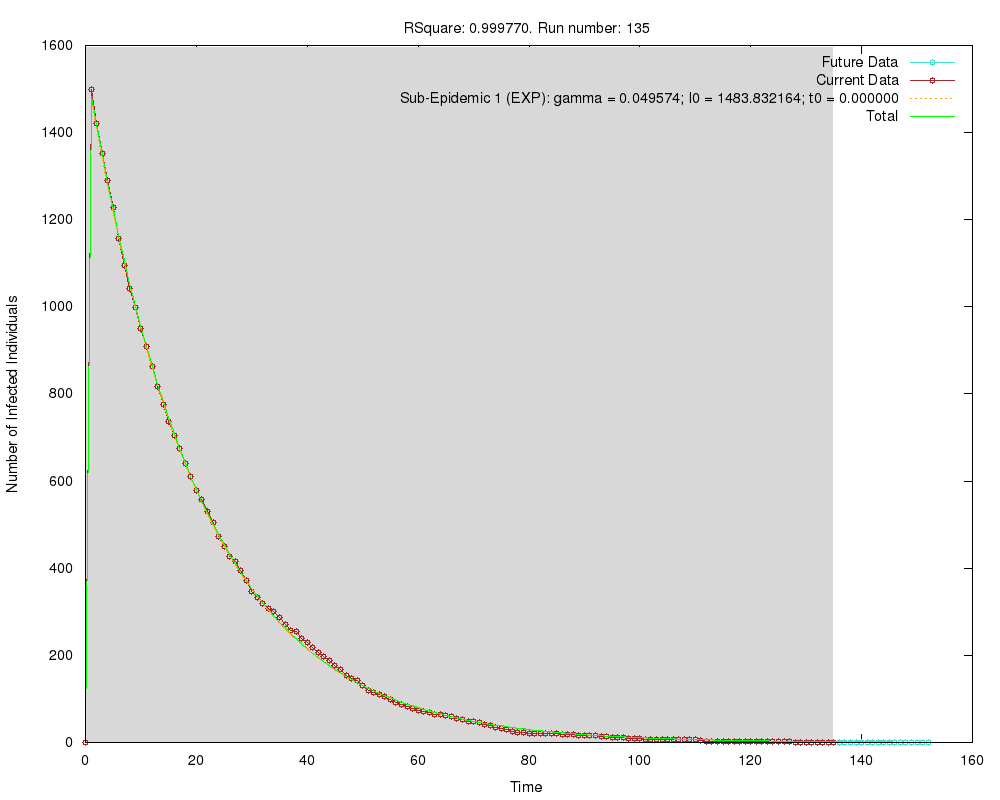 RSquare: 0.999770. Run number: 135
1600
1400
1200
1000
800
600
400
200
0
Number of Infected Individuals
Future Data
Current Data
Sub-Epidemic 1 (EXP): gamma = 0.049574; I0 = 1483.832164; t0 = 0.000000
Total
0 20 40 60 80 100 120 140 160
Time